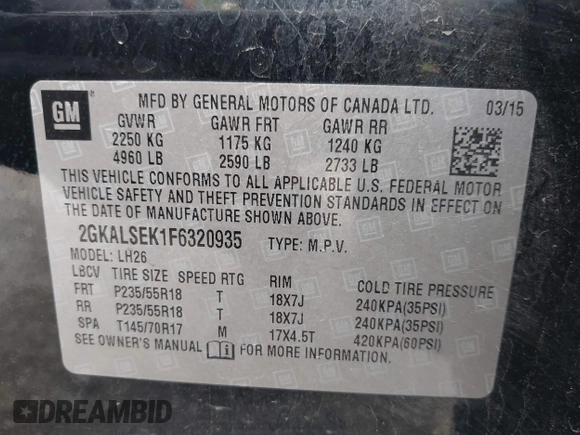 GM
MFD BY GENERAL MOTORS OF CANADA LTD. 03/15
GVWR GAWR FRT GAWR RR
2250 KG 1175 KG 1240 KG
4960 LB 2590 LB 2733 LB
THIS VEHICLE CONFORMS TO ALL APPLICABLE U.S. FEDERAL MOTOR
VEHICLE SAFETY AND THEFT PREVENTION STANDARDS IN EFFECT ON
THE DATE OF MANUFACTURE SHOWN ABOVE.
2GKALSEK1F6320935 TYPE: M.P.V.
MODEL: LH26
LBCV TIRE SIZE SPEED RTG RIM COLD TIRE PRESSURE
FRT P235/55R18 T 18X7J 240KPA(35PSI)
RR P235/55R18 T 18X7J 240KPA(35PSI)
SPA T145/70R17 M 17X4.5T 420KPA(60PSI)
SEE OWNER'S MANUAL FOR MORE INFORMATION.
DREAMBID